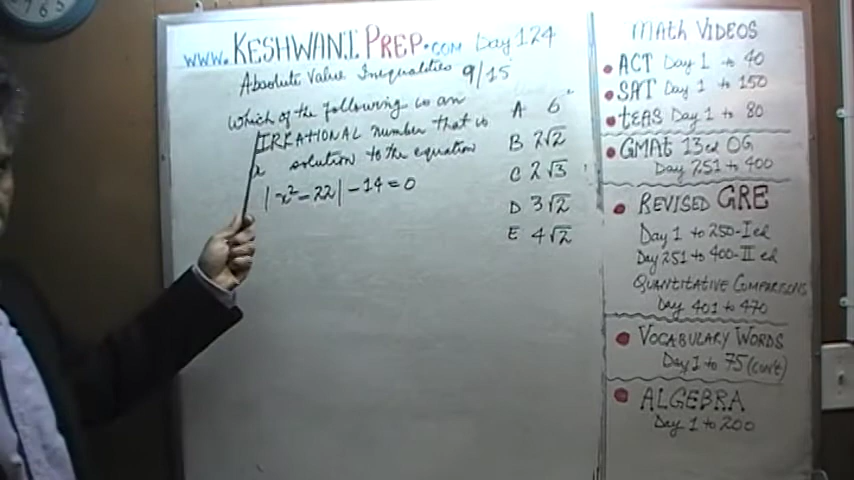 www. KESHWANI PREP.COM Day 124
Absolute Value Inequalities 9/15
Which of the following is an
IRRATIONAL number that is
a solution to the equation
| x² - 22 | - 14 = 0
A 6
B 2√2
C 2√3
D 3√2
E 4√2
Math Videos
ACT Day 1 to 40
SAT Day 1 to 150
tEAS Day 1 to 80
GMAt 13ed OG
Day 251 to 400
REVISED GRE
Day 1 to 250-I ed
Day 251 to 400-II ed
QUANTITATIVE COMPARISONS
Day 401 to 470
VOCABULARY WORDS
Day 1 to 75 (con't)
ALGEBRA
Day 1 to 200